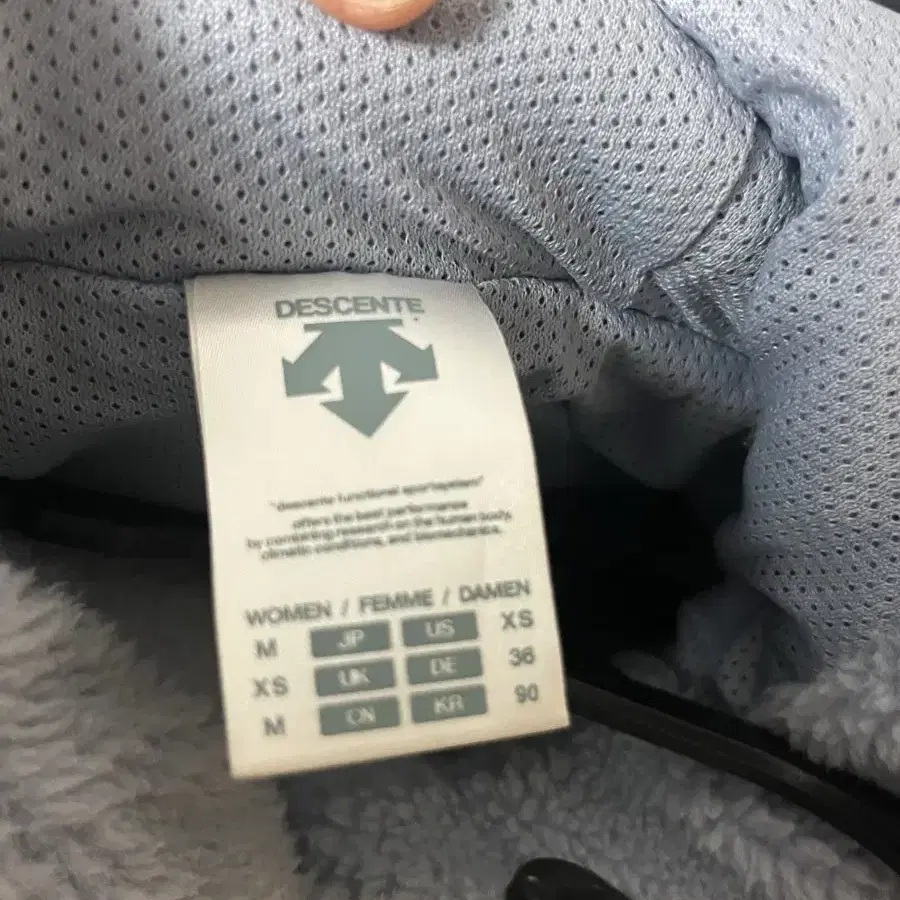 DESCENTE
"descente functional sportsystem"
offers the best performance
by combining research on the human body,
climatic conditions, and biomechanics.
WOMEN / FEMME / DAMEN
M JP US XS
XS UK DE 36
M CN KR 90